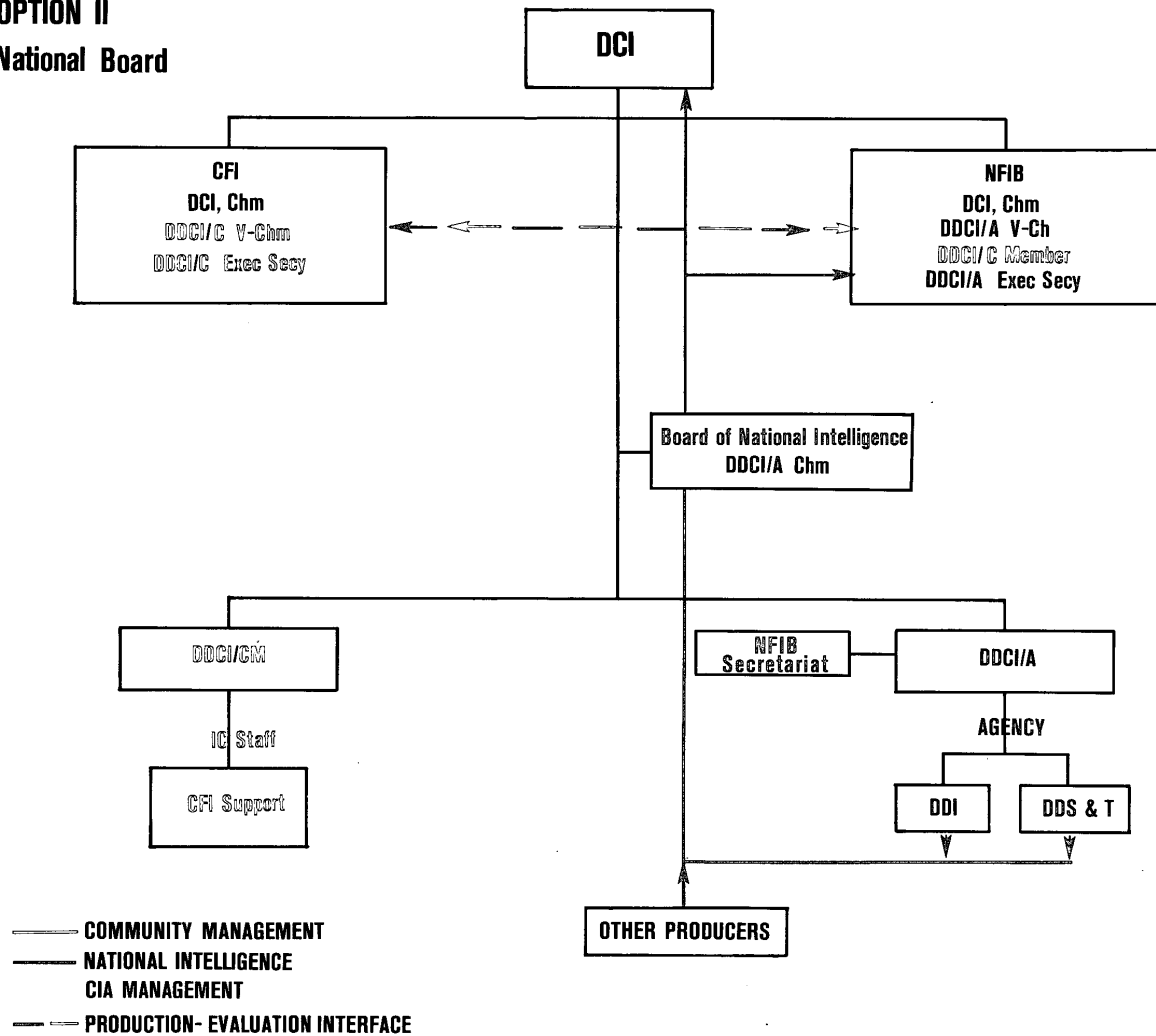 OPTION II
National Board
DCI
CFI
DCI, Chm
DDCI/C V-Chm
DDCI/C Exec Secy
NFIB
DCI, Chm
DDCI/A V-Ch
DDCI/C Member
DDCI/A Exec Secy
Board of National Intelligence
DDCI/A Chm
DDCI/CM
NFIB
Secretariat
DDCI/A
IC Staff
AGENCY
CFI Support
DDI
DDS & T
OTHER PRODUCERS
COMMUNITY MANAGEMENT
NATIONAL INTELLIGENCE
CIA MANAGEMENT
PRODUCTION- EVALUATION INTERFACE